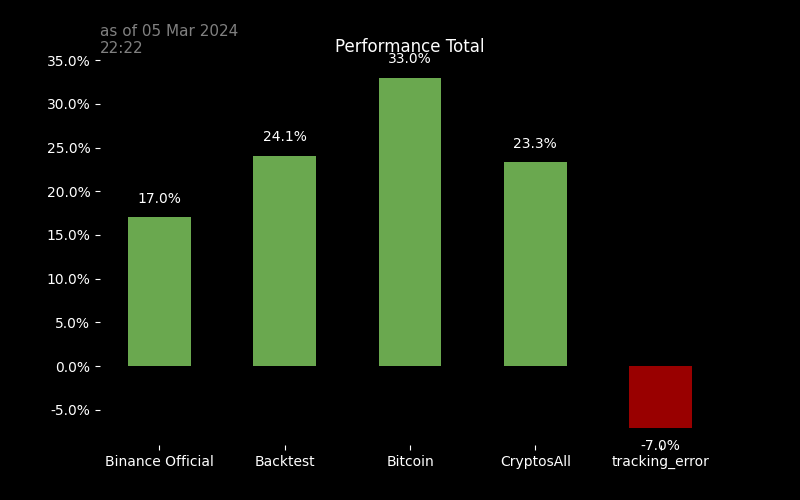 as of 05 Mar 2024
22:22
Performance Total
35.0%
30.0%
25.0%
20.0%
15.0%
10.0%
5.0%
0.0%
-5.0%
17.0%
24.1%
33.0%
23.3%
-7.0%
Binance Official
Backtest
Bitcoin
CryptosAll
tracking_error